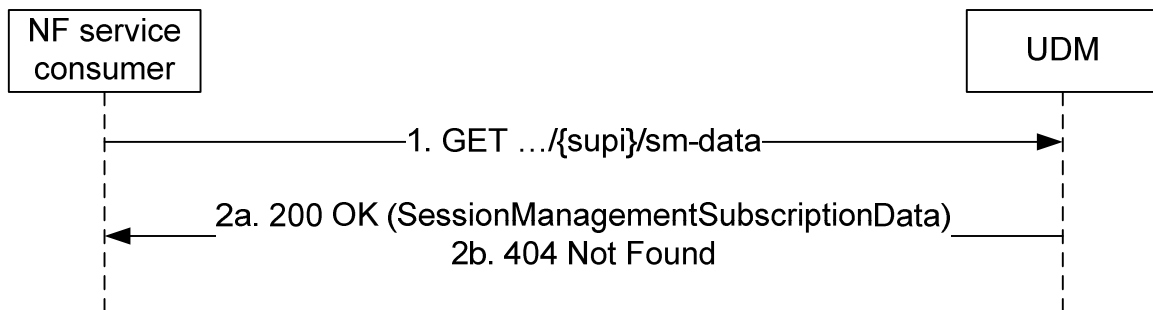 NF service
consumer
UDM
1. GET …/{supi}/sm-data
2a. 200 OK (SessionManagementSubscriptionData)
2b. 404 Not Found